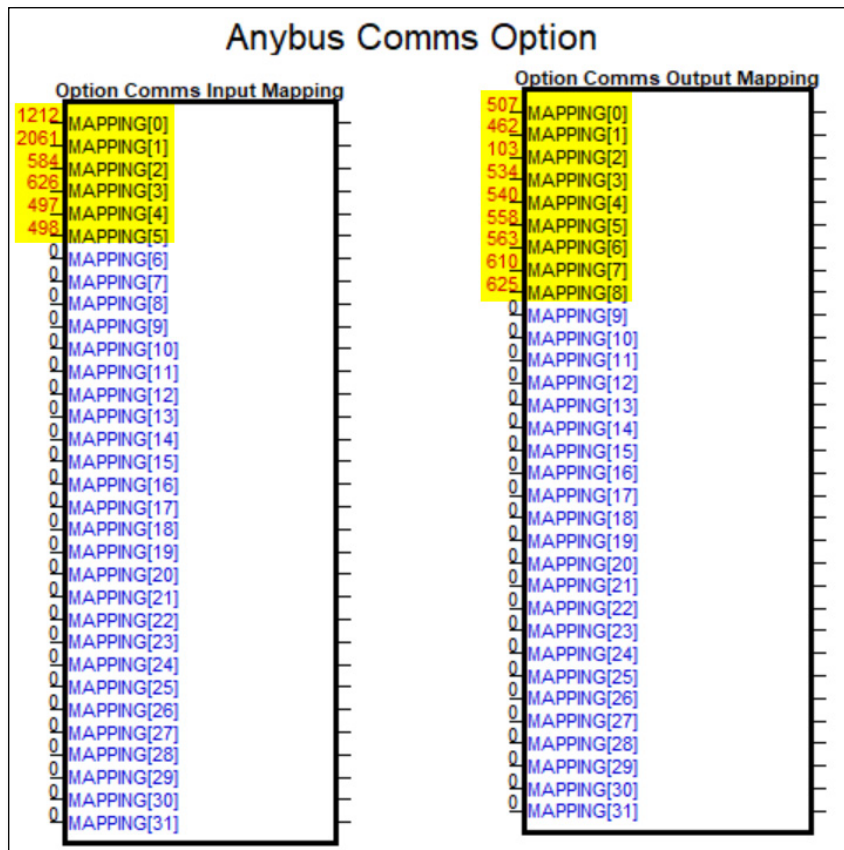 Anybus Comms Option
Option Comms Input Mapping
1212 MAPPING[0]
2061 MAPPING[1]
584 MAPPING[2]
626 MAPPING[3]
497 MAPPING[4]
498 MAPPING[5]
0 MAPPING[6]
0 MAPPING[7]
0 MAPPING[8]
0 MAPPING[9]
0 MAPPING[10]
0 MAPPING[11]
0 MAPPING[12]
0 MAPPING[13]
0 MAPPING[14]
0 MAPPING[15]
0 MAPPING[16]
0 MAPPING[17]
0 MAPPING[18]
0 MAPPING[19]
0 MAPPING[20]
0 MAPPING[21]
0 MAPPING[22]
0 MAPPING[23]
0 MAPPING[24]
0 MAPPING[25]
0 MAPPING[26]
0 MAPPING[27]
0 MAPPING[28]
0 MAPPING[29]
0 MAPPING[30]
0 MAPPING[31]
Option Comms Output Mapping
507 MAPPING[0]
462 MAPPING[1]
103 MAPPING[2]
534 MAPPING[3]
540 MAPPING[4]
558 MAPPING[5]
563 MAPPING[6]
610 MAPPING[7]
625 MAPPING[8]
0 MAPPING[9]
0 MAPPING[10]
0 MAPPING[11]
0 MAPPING[12]
0 MAPPING[13]
0 MAPPING[14]
0 MAPPING[15]
0 MAPPING[16]
0 MAPPING[17]
0 MAPPING[18]
0 MAPPING[19]
0 MAPPING[20]
0 MAPPING[21]
0 MAPPING[22]
0 MAPPING[23]
0 MAPPING[24]
0 MAPPING[25]
0 MAPPING[26]
0 MAPPING[27]
0 MAPPING[28]
0 MAPPING[29]
0 MAPPING[30]
0 MAPPING[31]